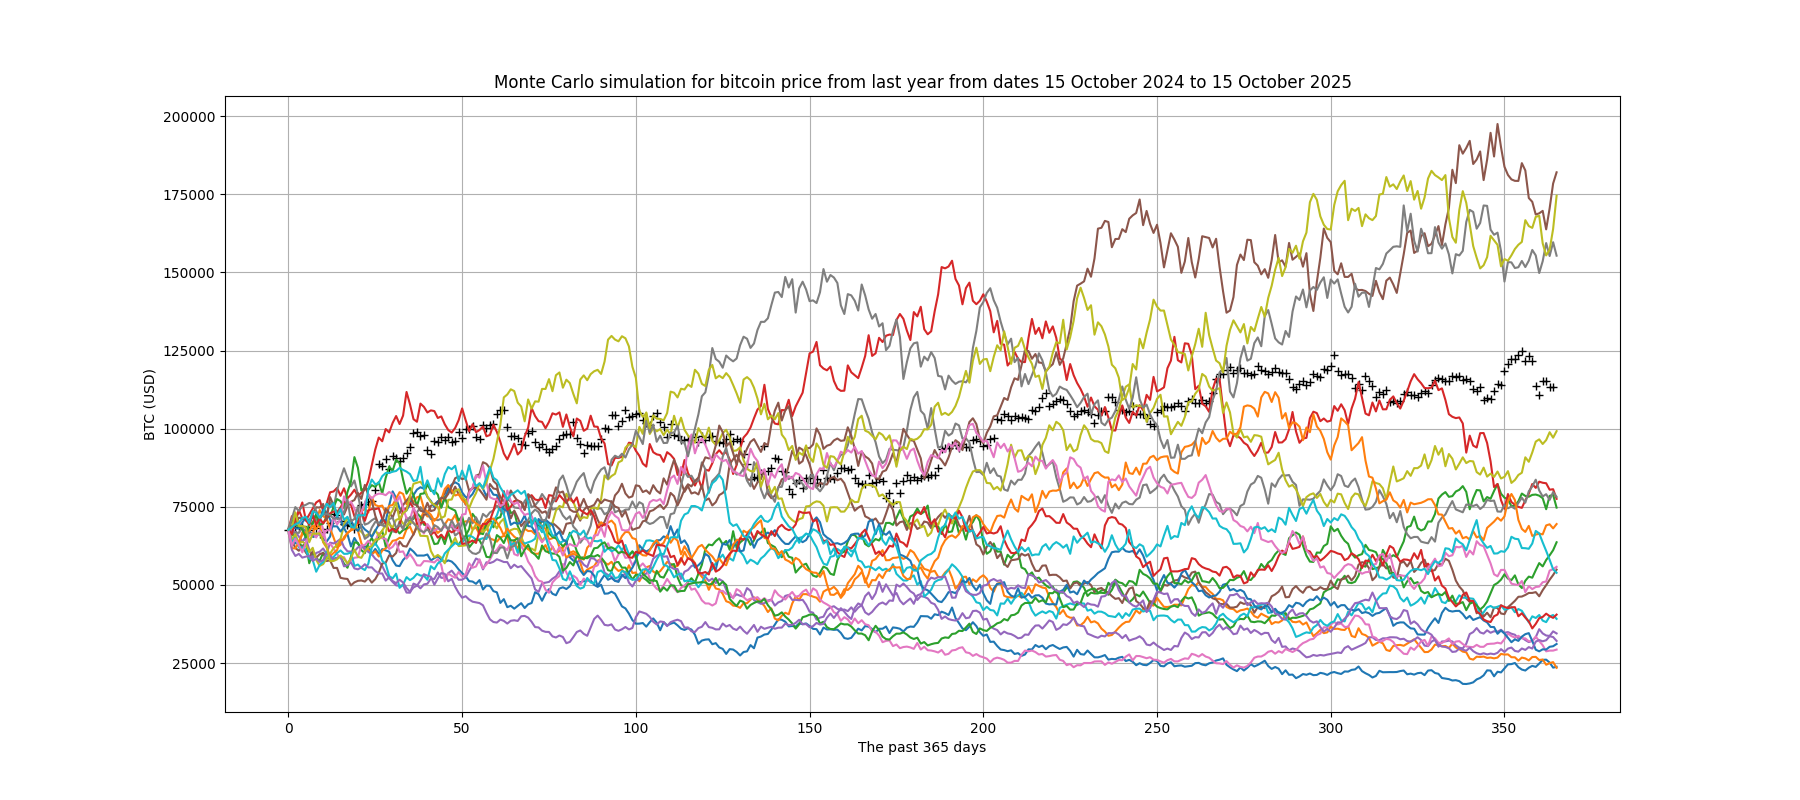 Monte Carlo simulation for bitcoin price from last year from dates 15 October 2024 to 15 October 2025
200000
175000
150000
125000
100000
75000
50000
25000
BTC (USD)
0 50 100 150 200 250 300 350
The past 365 days